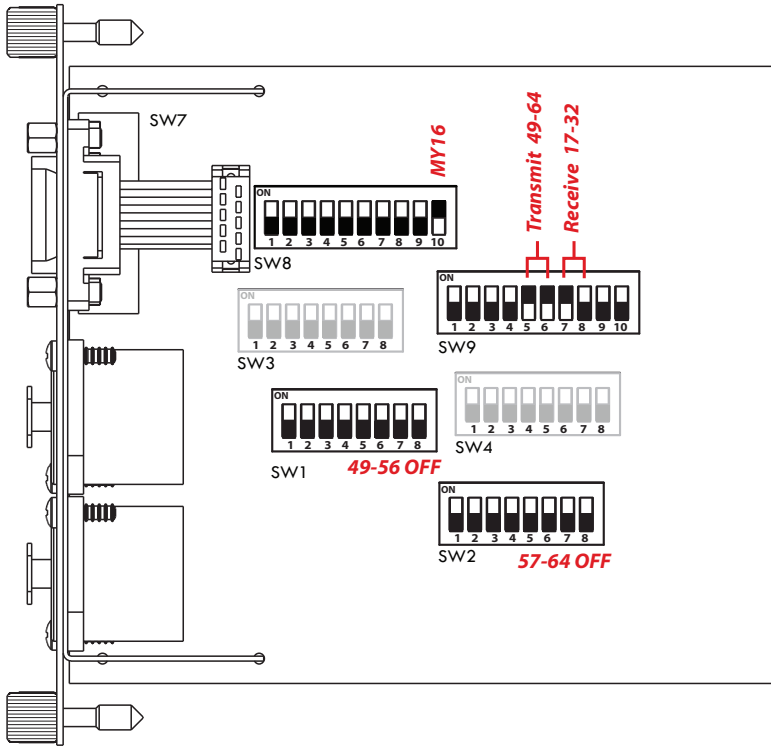 SW7
MY16
Transmit 49-64
Receive 17-32
ON
1 2 3 4 5 6 7 8 9 10
SW8
ON
1 2 3 4 5 6 7 8 9 10
SW9
ON
1 2 3 4 5 6 7 8
SW3
ON
1 2 3 4 5 6 7 8
SW4
ON
1 2 3 4 5 6 7 8
SW1
49-56 OFF
ON
1 2 3 4 5 6 7 8
SW2
57-64 OFF